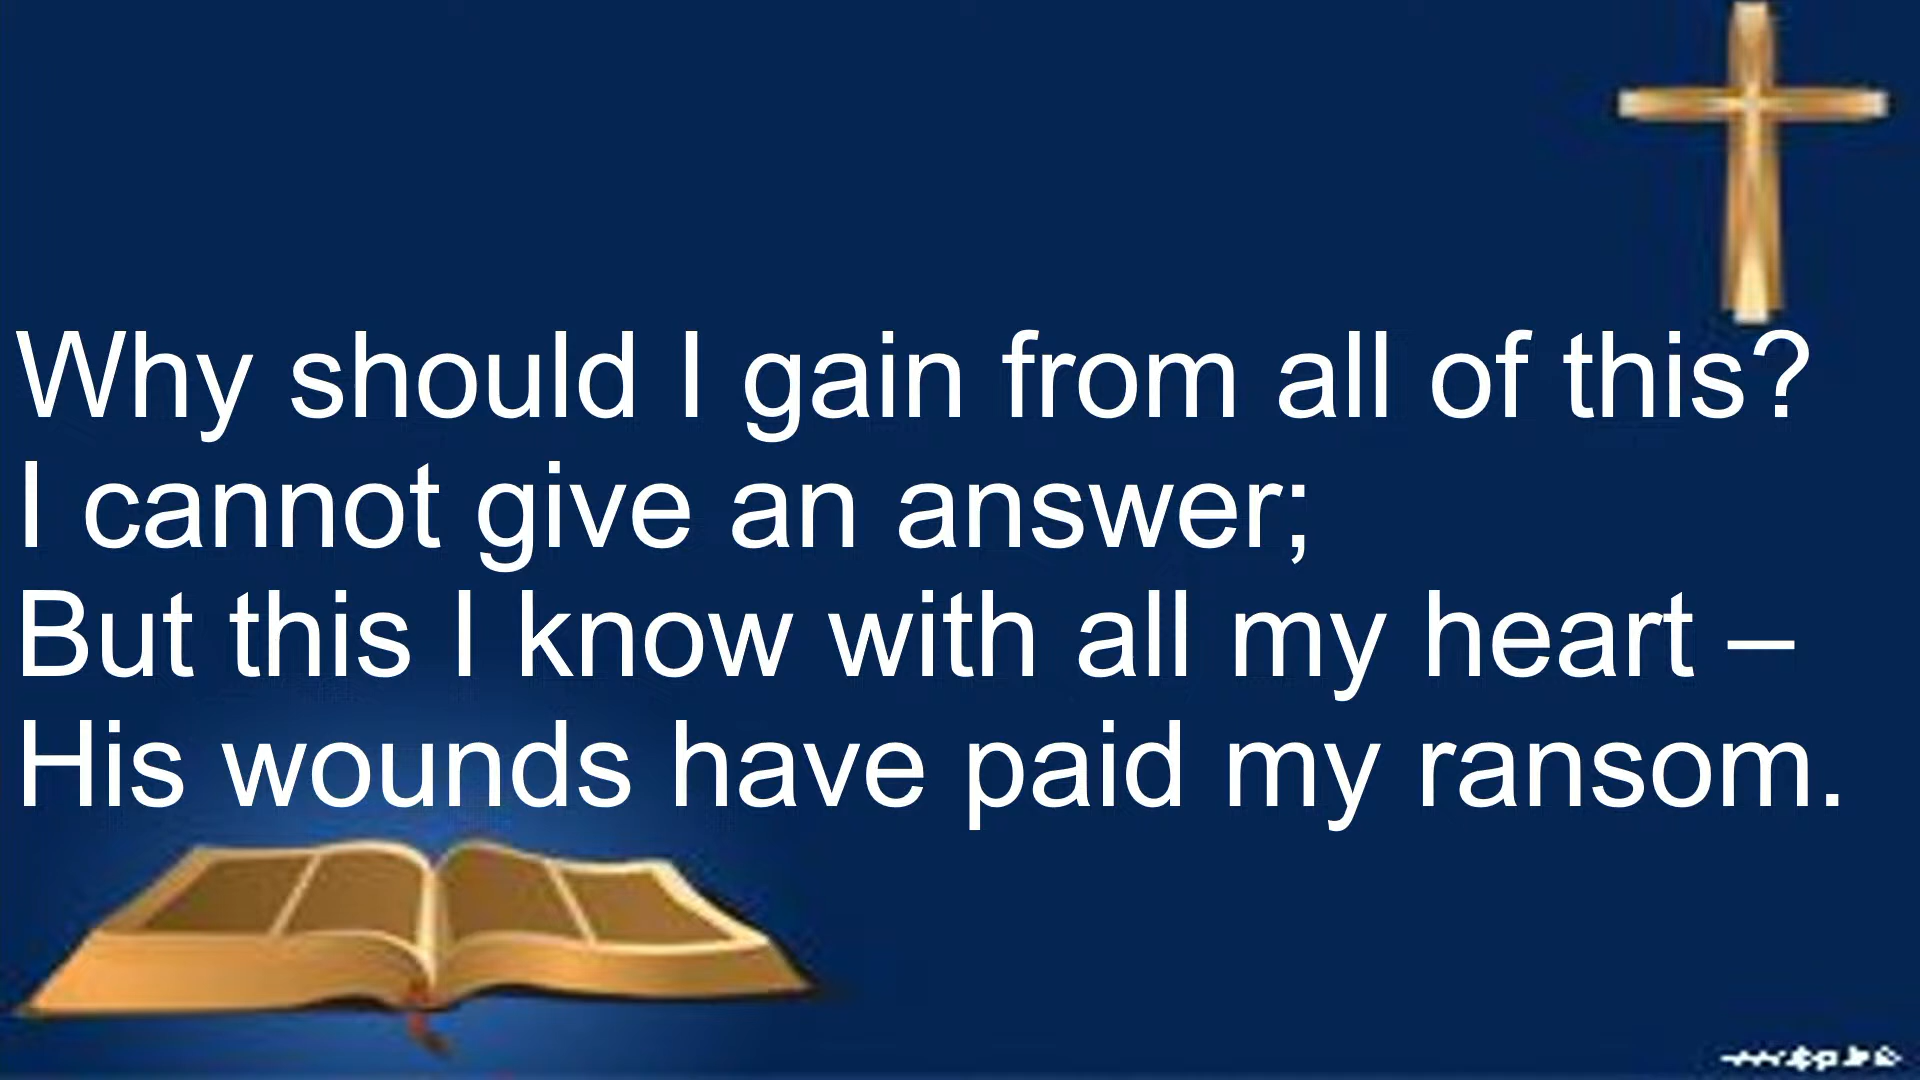 Why should I gain from all of this?
I cannot give an answer;
But this I know with all my heart –
His wounds have paid my ransom.